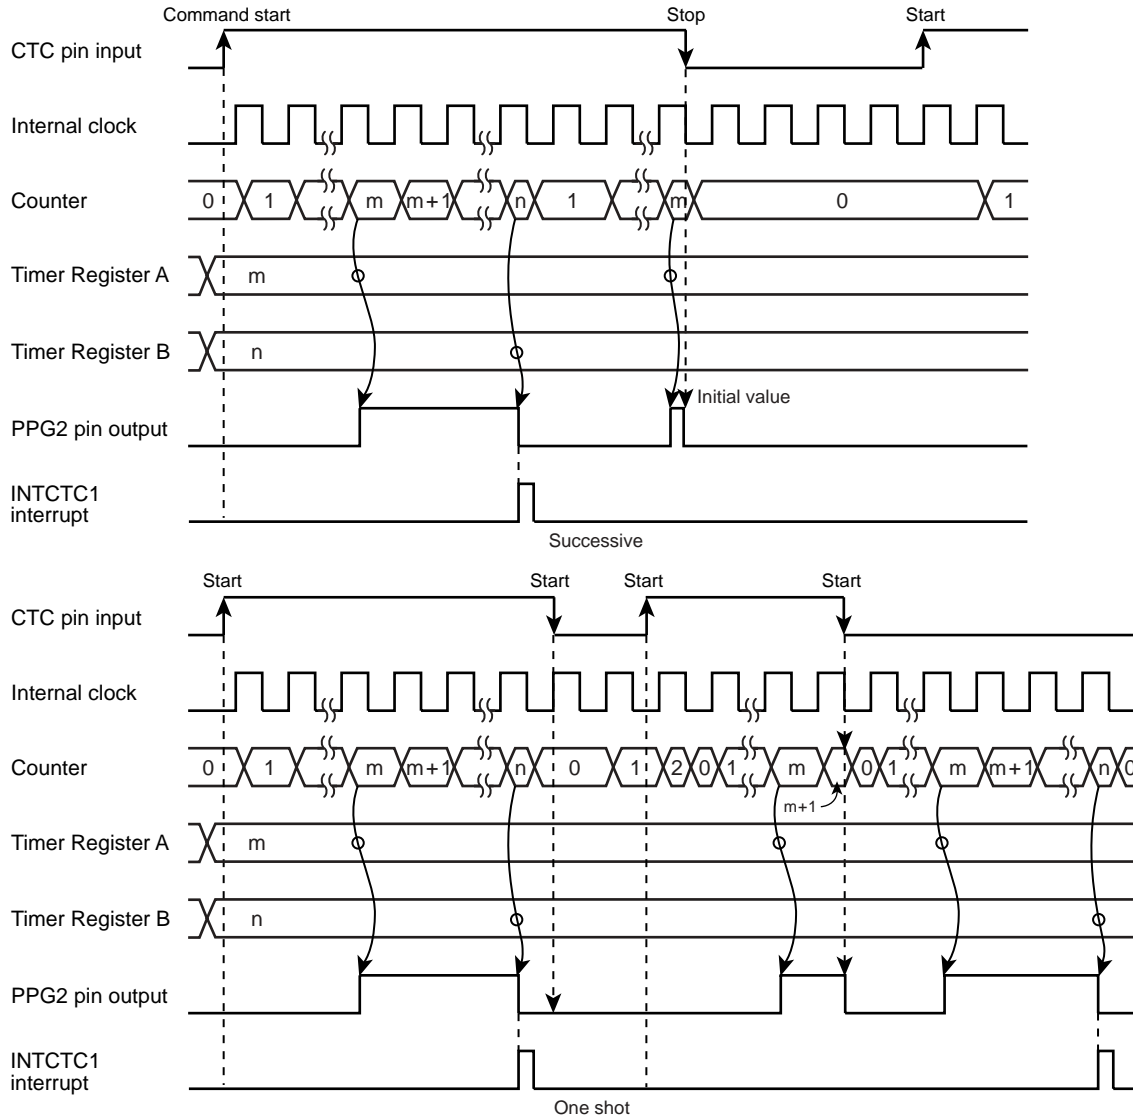 Command start Stop Start
CTC pin input
Internal clock
Counter 0 1 m m+1 n 1 m 0 1
Timer Register A m
Timer Register B n
Initial value
PPG2 pin output
INTCTC1
interrupt
Successive
Start Start Start Start
CTC pin input
Internal clock
Counter 0 1 m m+1 n 0 1 2 0 1 m 0 1 m m+1 n 0
m+1
Timer Register A m
Timer Register B n
PPG2 pin output
INTCTC1
interrupt
One shot